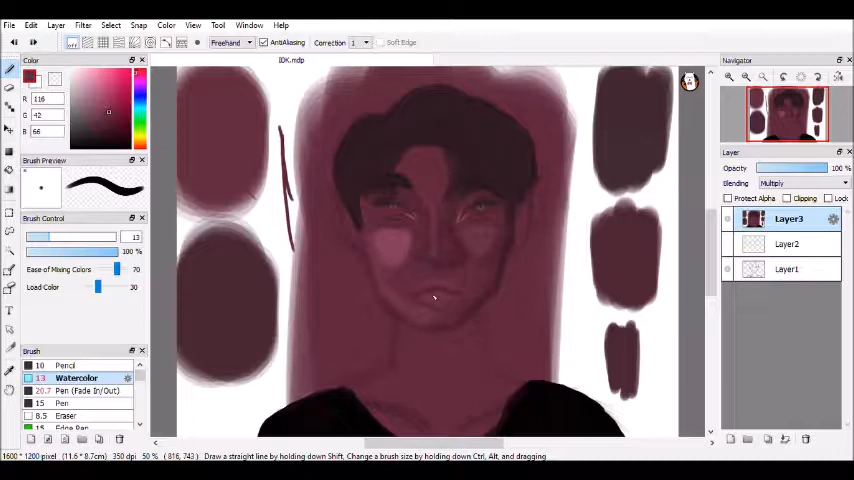 File Edit Layer Filter Select Snap Color View Tool Window Help
off Freehand AntiAliasing Correction 1 Soft Edge
Color
IDK.mdp
R 116
G 42
B 66
Brush Preview
Brush Control
13
100 %
Ease of Mixing Colors 70
Load Color 30
Brush
10 Pencil
13 Watercolor
20.7 Pen (Fade In/Out)
15 Pen
8.5 Eraser
15 Edge Pen
Navigator
Layer
Opacity 100 %
Blending Multiply
Protect Alpha Clipping Lock
Layer3
Layer2
Layer1
1600 * 1200 pixel (11.6 * 8.7cm) 350 dpi 50 % ( 816, 743 ) Draw a straight line by holding down Shift, Change a brush size by holding down Ctrl, Alt, and dragging